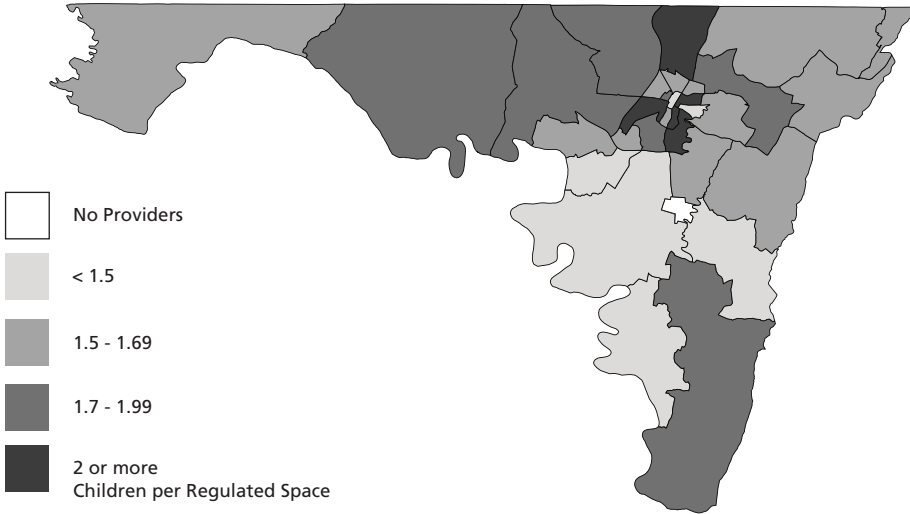 No Providers
< 1.5
1.5 - 1.69
1.7 - 1.99
2 or more
Children per Regulated Space